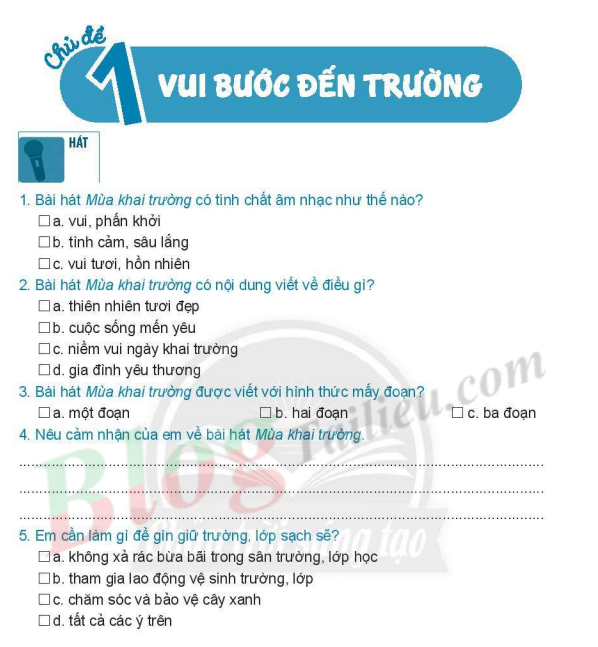 Chủ đề
1
VUI BƯỚC ĐẾN TRƯỜNG
HÁT
1. Bài hát Mùa khai trường có tính chất âm nhạc như thế nào?
a. vui, phấn khởi
b. tình cảm, sâu lắng
c. vui tươi, hồn nhiên
2. Bài hát Mùa khai trường có nội dung viết về điều gì?
a. thiên nhiên tươi đẹp
b. cuộc sống mến yêu
c. niềm vui ngày khai trường
d. gia đình yêu thương
3. Bài hát Mùa khai trường được viết với hình thức mấy đoạn?
a. một đoạn b. hai đoạn c. ba đoạn
4. Nêu cảm nhận của em về bài hát Mùa khai trường.
5. Em cần làm gì để gìn giữ trường, lớp sạch sẽ?
a. không xả rác bừa bãi trong sân trường, lớp học
b. tham gia lao động vệ sinh trường, lớp
c. chăm sóc và bảo vệ cây xanh
d. tất cả các ý trên
BlogTailieu.com
Chân trời sáng tạo